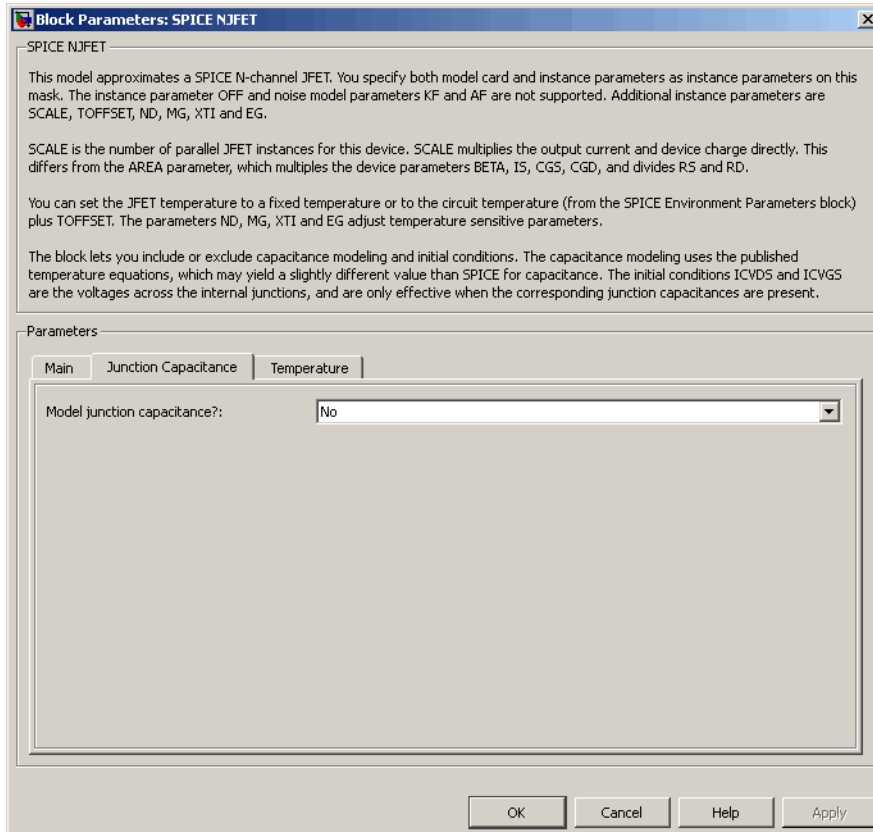 Block Parameters: SPICE NJFET
SPICE NJFET
This model approximates a SPICE N-channel JFET. You specify both model card and instance parameters as instance parameters on this
mask. The instance parameter OFF and noise model parameters KF and AF are not supported. Additional instance parameters are
SCALE, TOFFSET, ND, MG, XTI and EG.
SCALE is the number of parallel JFET instances for this device. SCALE multiplies the output current and device charge directly. This
differs from the AREA parameter, which multiples the device parameters BETA, IS, CGS, CGD, and divides RS and RD.
You can set the JFET temperature to a fixed temperature or to the circuit temperature (from the SPICE Environment Parameters block)
plus TOFFSET. The parameters ND, MG, XTI and EG adjust temperature sensitive parameters.
The block lets you include or exclude capacitance modeling and initial conditions. The capacitance modeling uses the published
temperature equations, which may yield a slightly different value than SPICE for capacitance. The initial conditions ICVDS and ICVGS
are the voltages across the internal junctions, and are only effective when the corresponding junction capacitances are present.
Parameters
Main Junction Capacitance Temperature
Model junction capacitance?: No
OK Cancel Help Apply